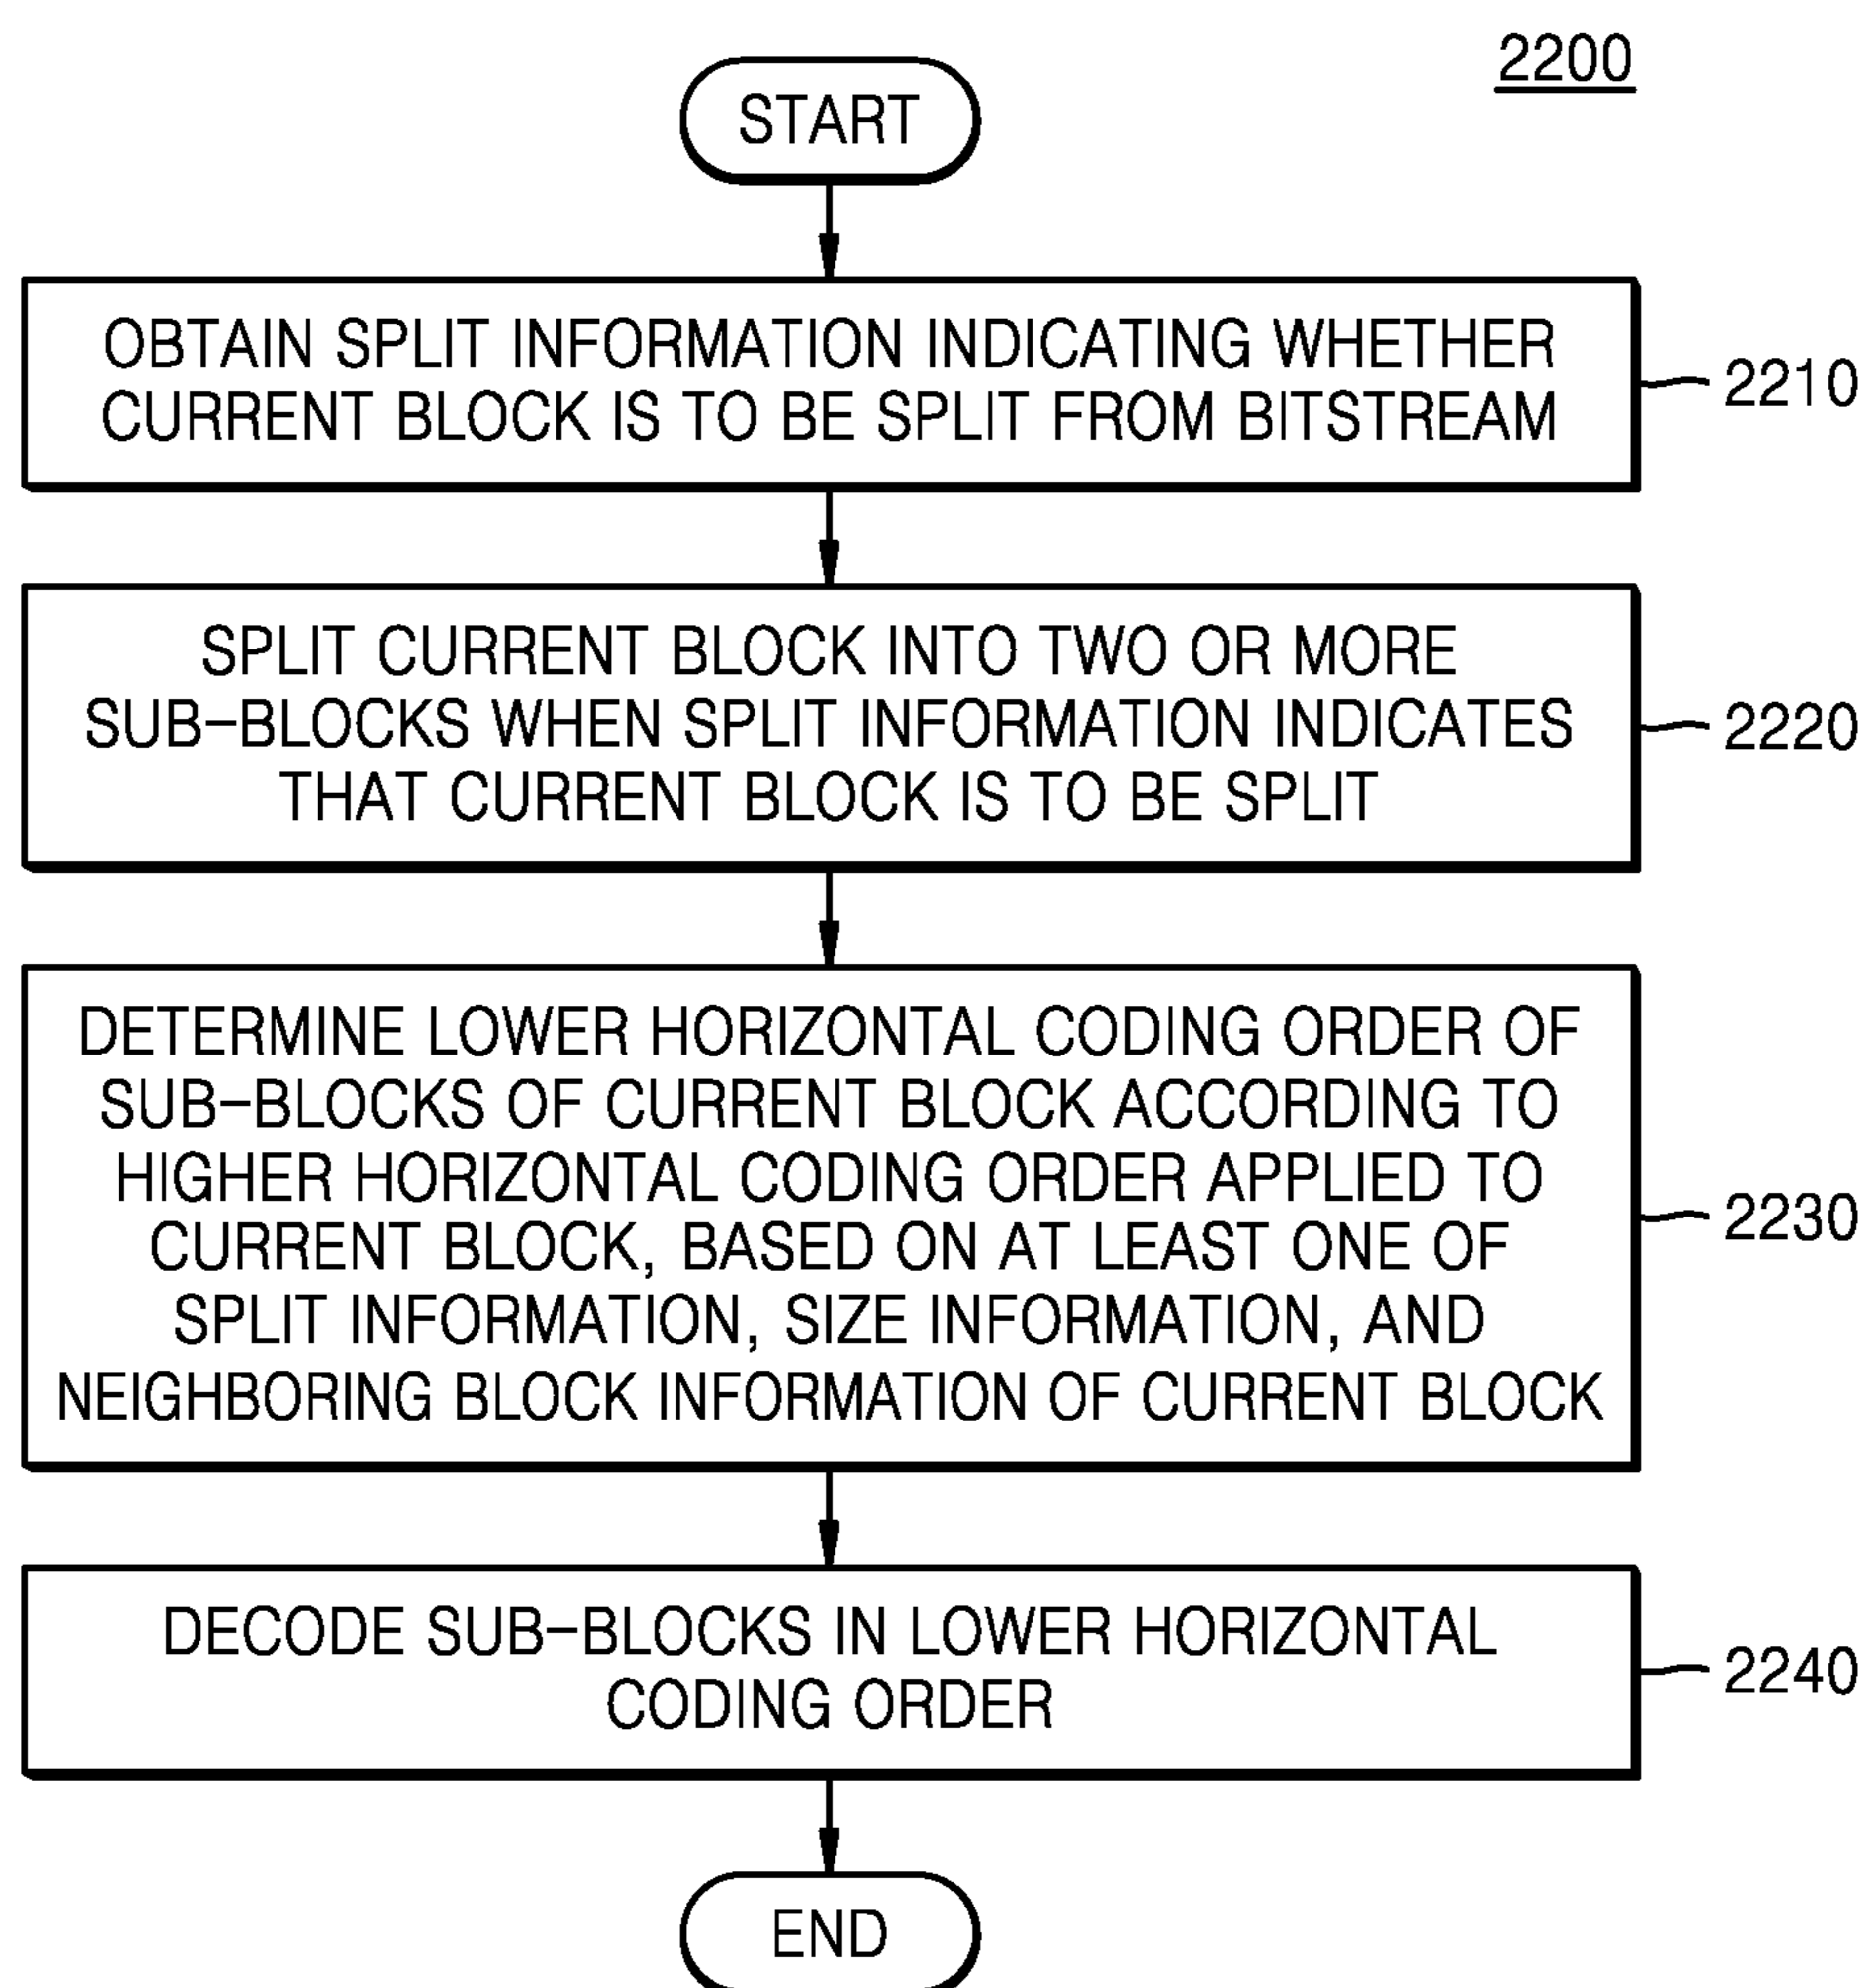 2200
START
OBTAIN SPLIT INFORMATION INDICATING WHETHER
CURRENT BLOCK IS TO BE SPLIT FROM BITSTREAM
2210
SPLIT CURRENT BLOCK INTO TWO OR MORE
SUB-BLOCKS WHEN SPLIT INFORMATION INDICATES
THAT CURRENT BLOCK IS TO BE SPLIT
2220
DETERMINE LOWER HORIZONTAL CODING ORDER OF
SUB-BLOCKS OF CURRENT BLOCK ACCORDING TO
HIGHER HORIZONTAL CODING ORDER APPLIED TO
CURRENT BLOCK, BASED ON AT LEAST ONE OF
SPLIT INFORMATION, SIZE INFORMATION, AND
NEIGHBORING BLOCK INFORMATION OF CURRENT BLOCK
2230
DECODE SUB-BLOCKS IN LOWER HORIZONTAL
CODING ORDER
2240
END